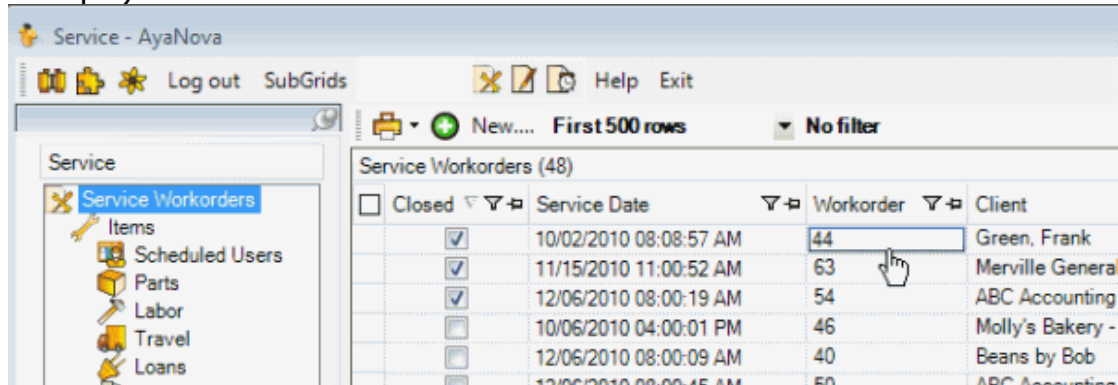 Service - AyaNova
Log out SubGrids Help Exit
New.... First 500 rows No filter
Service
Service Workorders (48)
Service Workorders
Items
Scheduled Users
Parts
Labor
Travel
Loans
Closed Service Date Workorder Client
10/02/2010 08:08:57 AM 44 Green, Frank
11/15/2010 11:00:52 AM 63 Merville General
12/06/2010 08:00:19 AM 54 ABC Accounting
10/06/2010 04:00:01 PM 46 Molly's Bakery -
12/06/2010 08:00:09 AM 40 Beans by Bob